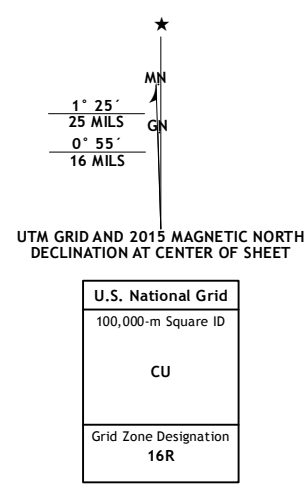 ★
MN
1° 25´
25 MILS
GN
0° 55´
16 MILS
UTM GRID AND 2015 MAGNETIC NORTH
DECLINATION AT CENTER OF SHEET
U.S. National Grid
100,000-m Square ID
CU
Grid Zone Designation
16R